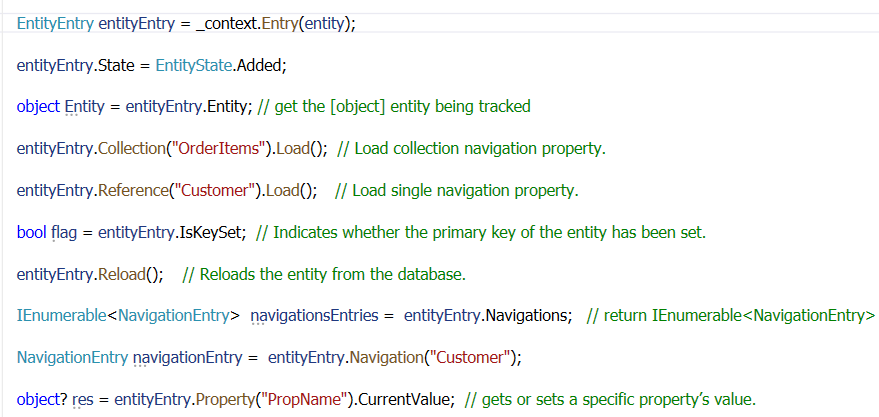 EntityEntry entityEntry = _context.Entry(entity);
entityEntry.State = EntityState.Added;
object Entity = entityEntry.Entity; // get the [object] entity being tracked
entityEntry.Collection("OrderItems").Load();  // Load collection navigation property.
entityEntry.Reference("Customer").Load();   // Load single navigation property.
bool flag = entityEntry.IsKeySet;  // Indicates whether the primary key of the entity has been set.
entityEntry.Reload();   // Reloads the entity from the database.
IEnumerable<NavigationEntry>  navigationsEntries =  entityEntry.Navigations;  // return IEnumerable<NavigationEntry>
NavigationEntry navigationEntry =  entityEntry.Navigation("Customer");
object? res = entityEntry.Property("PropName").CurrentValue;  // gets or sets a specific property’s value.